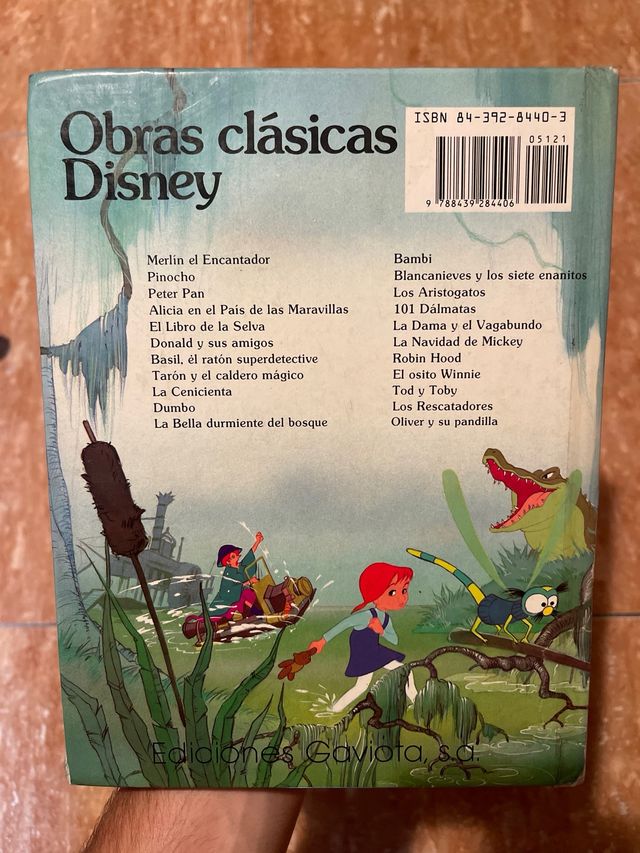 Obras clásicas
Disney
ISBN 84-392-8440-3
05121
9 788439 284406
Merlín el Encantador
Pinocho
Peter Pan
Alicia en el País de las Maravillas
El Libro de la Selva
Donald y sus amigos
Basil, él ratón superdetective
Tarón y el caldero mágico
La Cenicienta
Dumbo
La Bella durmiente del bosque
Bambi
Blancanieves y los siete enanitos
Los Aristogatos
101 Dálmatas
La Dama y el Vagabundo
La Navidad de Mickey
Robin Hood
El osito Winnie
Tod y Toby
Los Rescatadores
Oliver y su pandilla
Ediciones Gaviota, s.a.